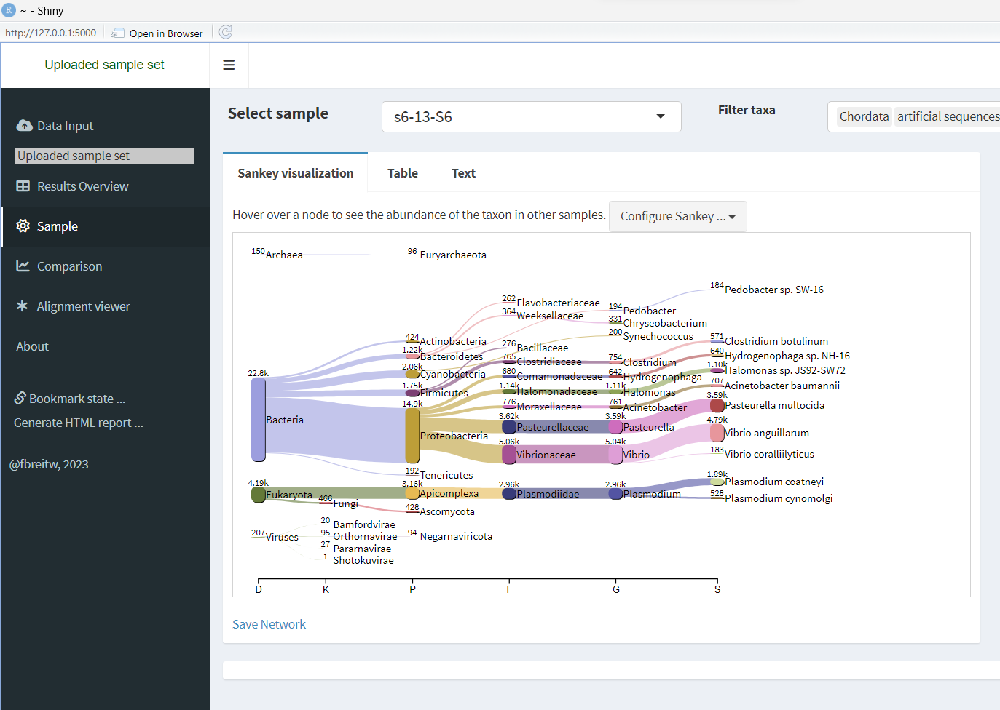 R ~ - Shiny
http://127.0.0.1:5000 Open in Browser
Uploaded sample set
Select sample s6-13-S6 Filter taxa Chordata artificial sequences
Data Input
Uploaded sample set
Results Overview
Sample
Comparison
Alignment viewer
About
Bookmark state ...
Generate HTML report ...
@fbreitw, 2023
Sankey visualization Table Text
Hover over a node to see the abundance of the taxon in other samples. Configure Sankey ...
150 Archaea 96 Euryarchaeota
184 Pedobacter sp. SW-16
262 Flavobacteriaceae 194 Pedobacter
364 Weeksellaceae 331 Chryseobacterium
200 Synechococcus
424 Actinobacteria 276 Bacillaceae 571 Clostridium botulinum
1.22k Bacteroidetes 765 Clostridiaceae 754 Clostridium 640 Hydrogenophaga sp. NH-16
2.06k Cyanobacteria 680 Comamonadaceae 642 Hydrogenophaga 1.10k Halomonas sp. JS92-SW72
1.75k Firmicutes 1.14k Halomonadaceae 1.11k Halomonas 707 Acinetobacter baumannii
776 Moraxellaceae 761 Acinetobacter 3.59k Pasteurella multocida
22.8k Bacteria 14.9k Proteobacteria 3.62k Pasteurellaceae 3.59k Pasteurella 4.79k Vibrio anguillarum
5.06k Vibrionaceae 5.04k Vibrio 183 Vibrio coralliilyticus
192 Tenericutes
4.19k Eukaryota 3.16k Apicomplexa 2.96k Plasmodiidae 2.96k Plasmodium 1.89k Plasmodium coatneyi
466 Fungi 528 Plasmodium cynomolgi
428 Ascomycota
20 Bamfordvirae
207 Viruses 95 Orthornavirae 94 Negarnaviricota
27 Pararnavirae
1 Shotokuvirae
D K P F G S
Save Network